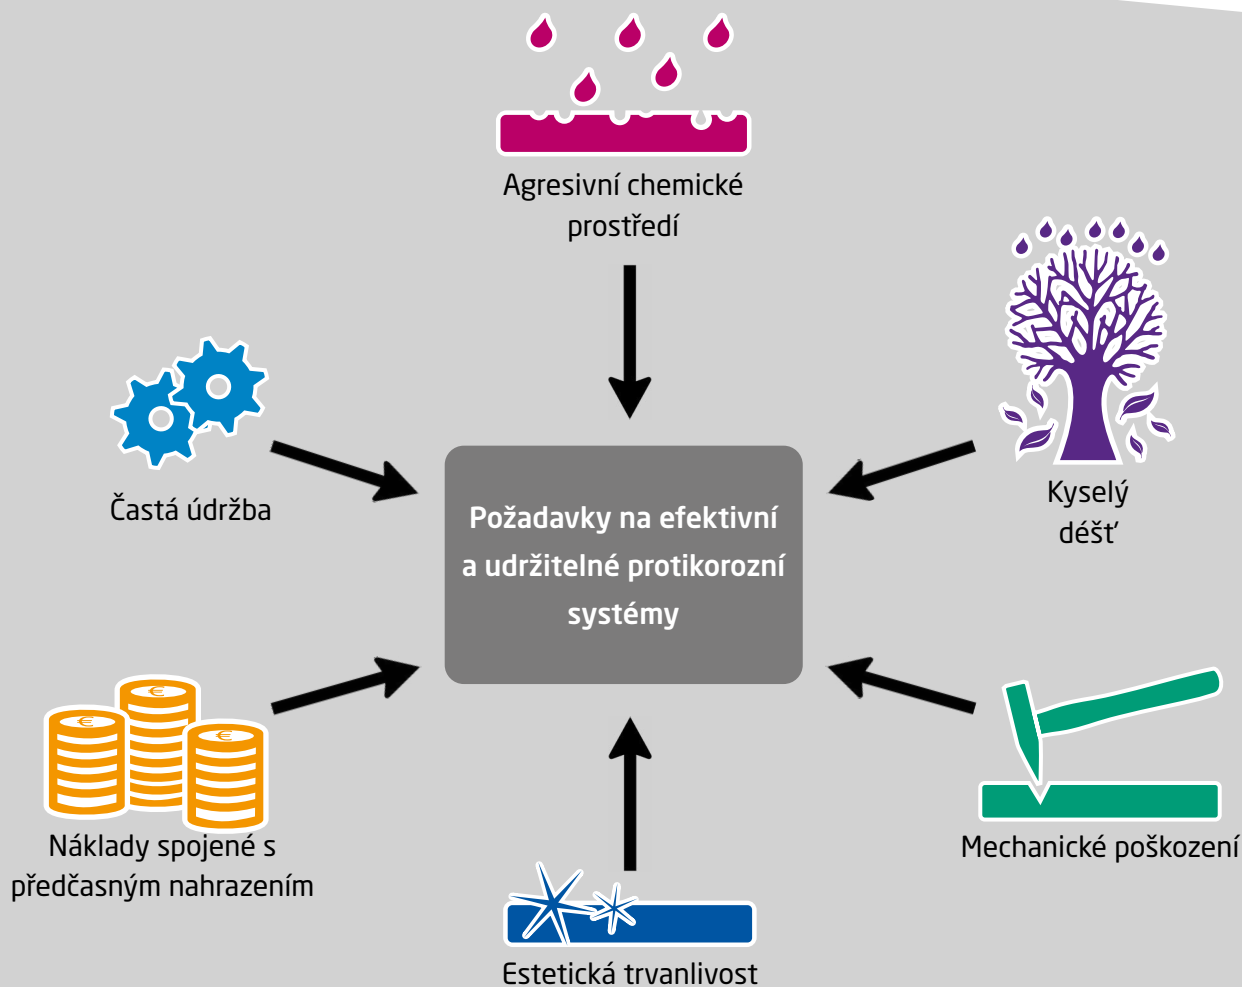 Agresivní chemické
prostředí
Častá údržba
Kyselý
déšť
Požadavky na efektivní
a udržitelné protikorozní
systémy
€
€
€
Náklady spojené s
předčasným nahrazením
Mechanické poškození
Estetická trvanlivost